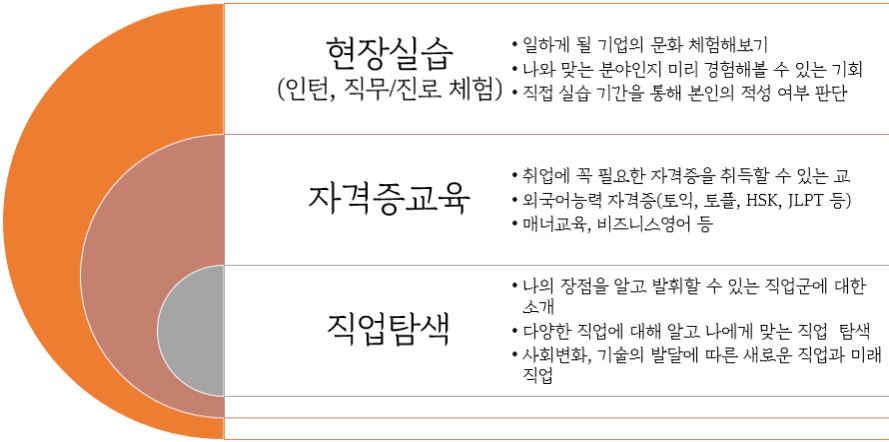 현장실습
(인턴, 직무/진로 체험)
• 일하게 될 기업의 문화 체험해보기
• 나와 맞는 분야인지 미리 경험해볼 수 있는 기회
• 직접 실습 기간을 통해 본인의 적성 여부 판단
자격증교육
• 취업에 꼭 필요한 자격증을 취득할 수 있는 교
• 외국어능력 자격증(토익, 토플, HSK, JLPT 등)
• 매너교육, 비즈니스영어 등
직업탐색
• 나의 장점을 알고 발휘할 수 있는 직업군에 대한
소개
• 다양한 직업에 대해 알고 나에게 맞는 직업 탐색
• 사회변화, 기술의 발달에 따른 새로운 직업과 미래
직업